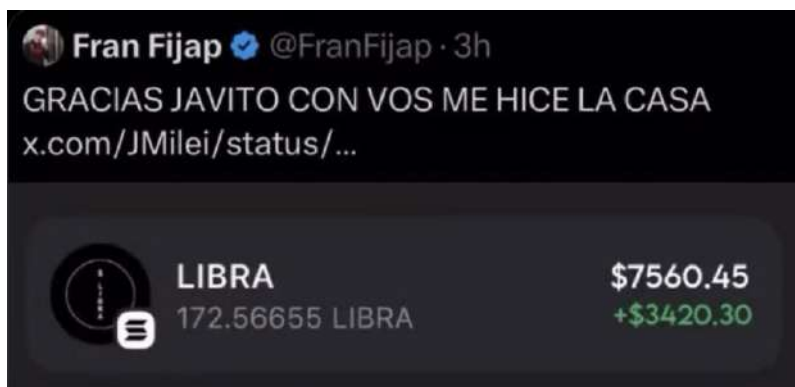 Fran Fijap @FranFijap · 3h
GRACIAS JAVITO CON VOS ME HICE LA CASA
x.com/JMilei/status/...
LIBRA $7560.45
172.56655 LIBRA +$3420.30